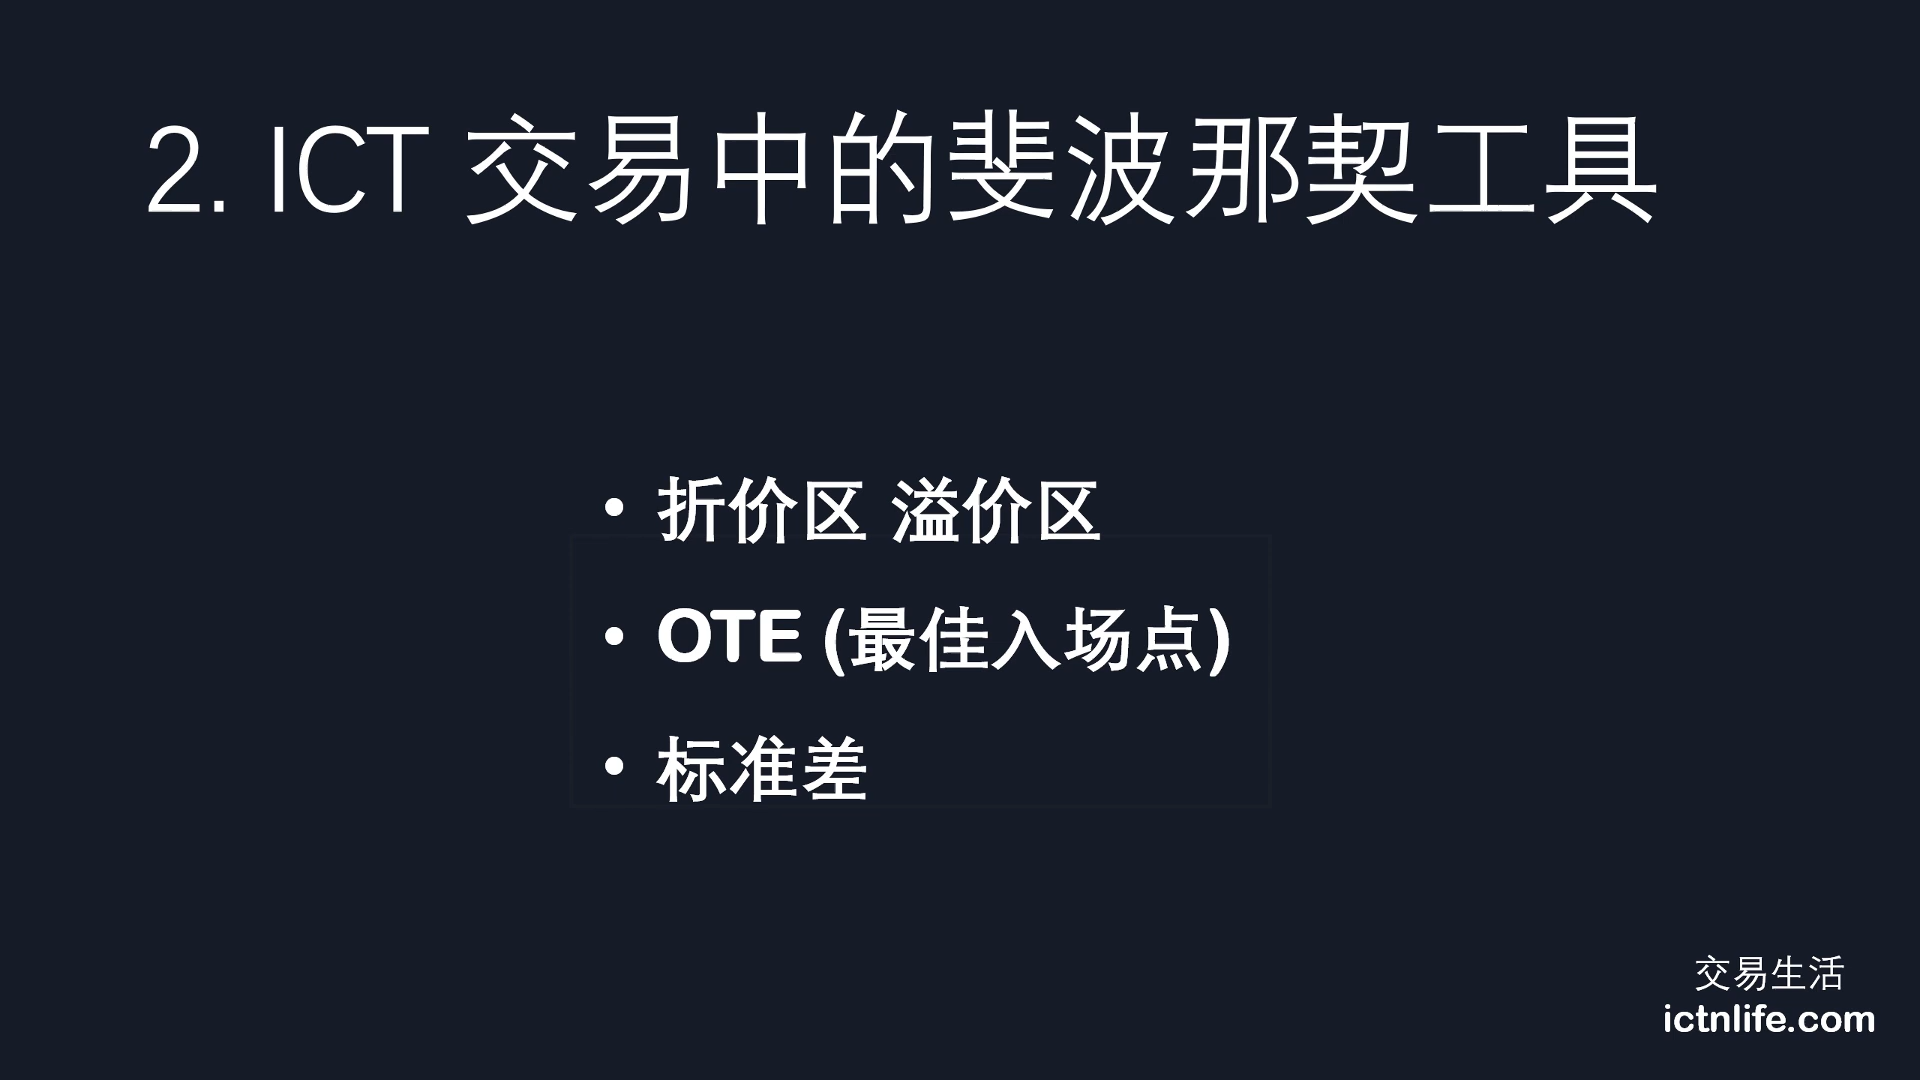 2. ICT 交易中的斐波那契工具
• 折价区 溢价区
• OTE (最佳入场点)
• 标准差
交易生活
ictnlife.com